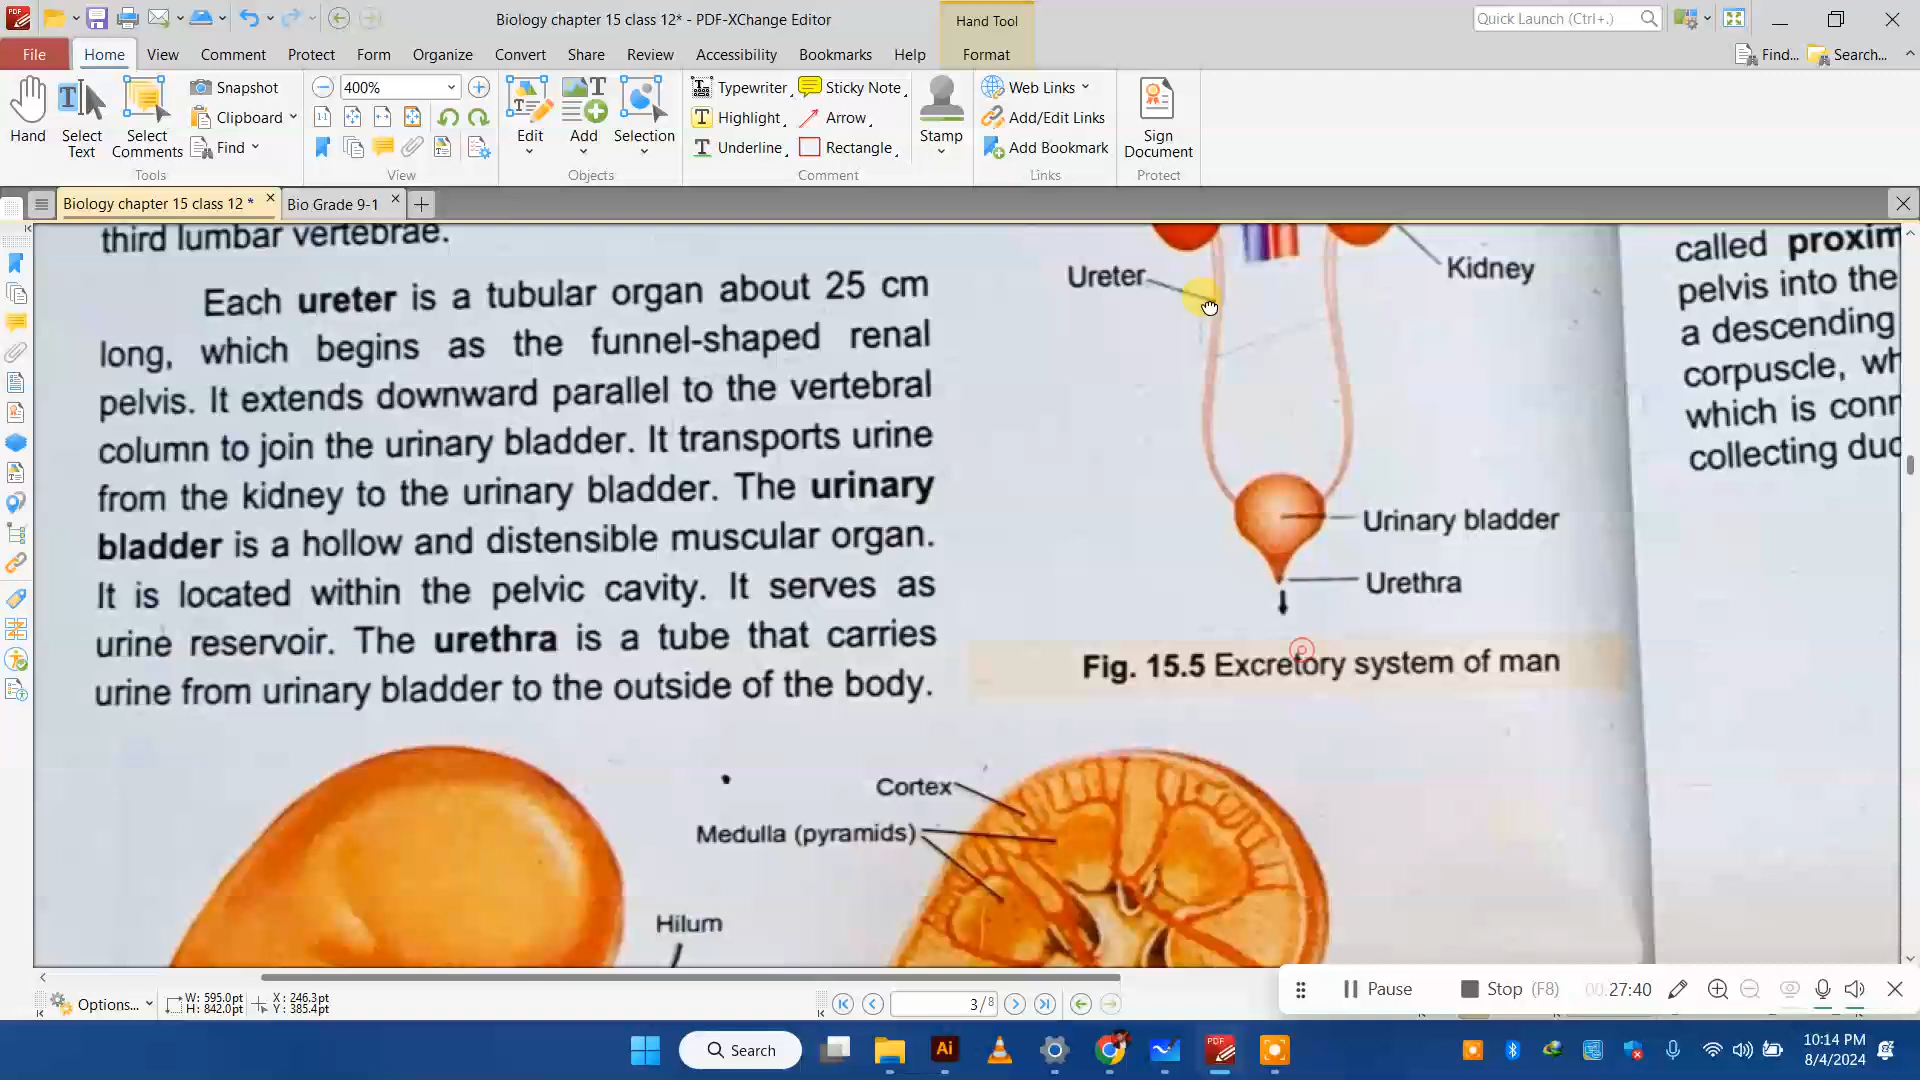 Biology chapter 15 class 12* - PDF-XChange Editor
Hand Tool
Quick Launch (Ctrl+.)
File
Home
View
Comment
Protect
Form
Organize
Convert
Share
Review
Accessibility
Bookmarks
Help
Format
Find...
Search...
Hand
Select Text
Select Comments
Snapshot
Clipboard
Find
Tools
400%
View
Edit
Add
Selection
Objects
Typewriter
Sticky Note
Highlight
Arrow
Underline
Rectangle
Stamp
Comment
Web Links
Add/Edit Links
Add Bookmark
Links
Sign Document
Protect
Biology chapter 15 class 12 *
Bio Grade 9-1
third lumbar vertebrae.
Each ureter is a tubular organ about 25 cm
long, which begins as the funnel-shaped renal
pelvis. It extends downward parallel to the vertebral
column to join the urinary bladder. It transports urine
from the kidney to the urinary bladder. The urinary
bladder is a hollow and distensible muscular organ.
It is located within the pelvic cavity. It serves as
urine reservoir. The urethra is a tube that carries
urine from urinary bladder to the outside of the body.
Ureter
Kidney
Urinary bladder
Urethra
Fig. 15.5 Excretory system of man
called proxim
pelvis into the
a descending
corpuscle, wh
which is conn
collecting duc
Cortex
Medulla (pyramids)
Hilum
Options...
W: 595.0pt
H: 842.0pt
X: 246.3pt
Y: 385.4pt
3 / 8
Pause
Stop (F8)
00:27:40
Search
10:14 PM
8/4/2024